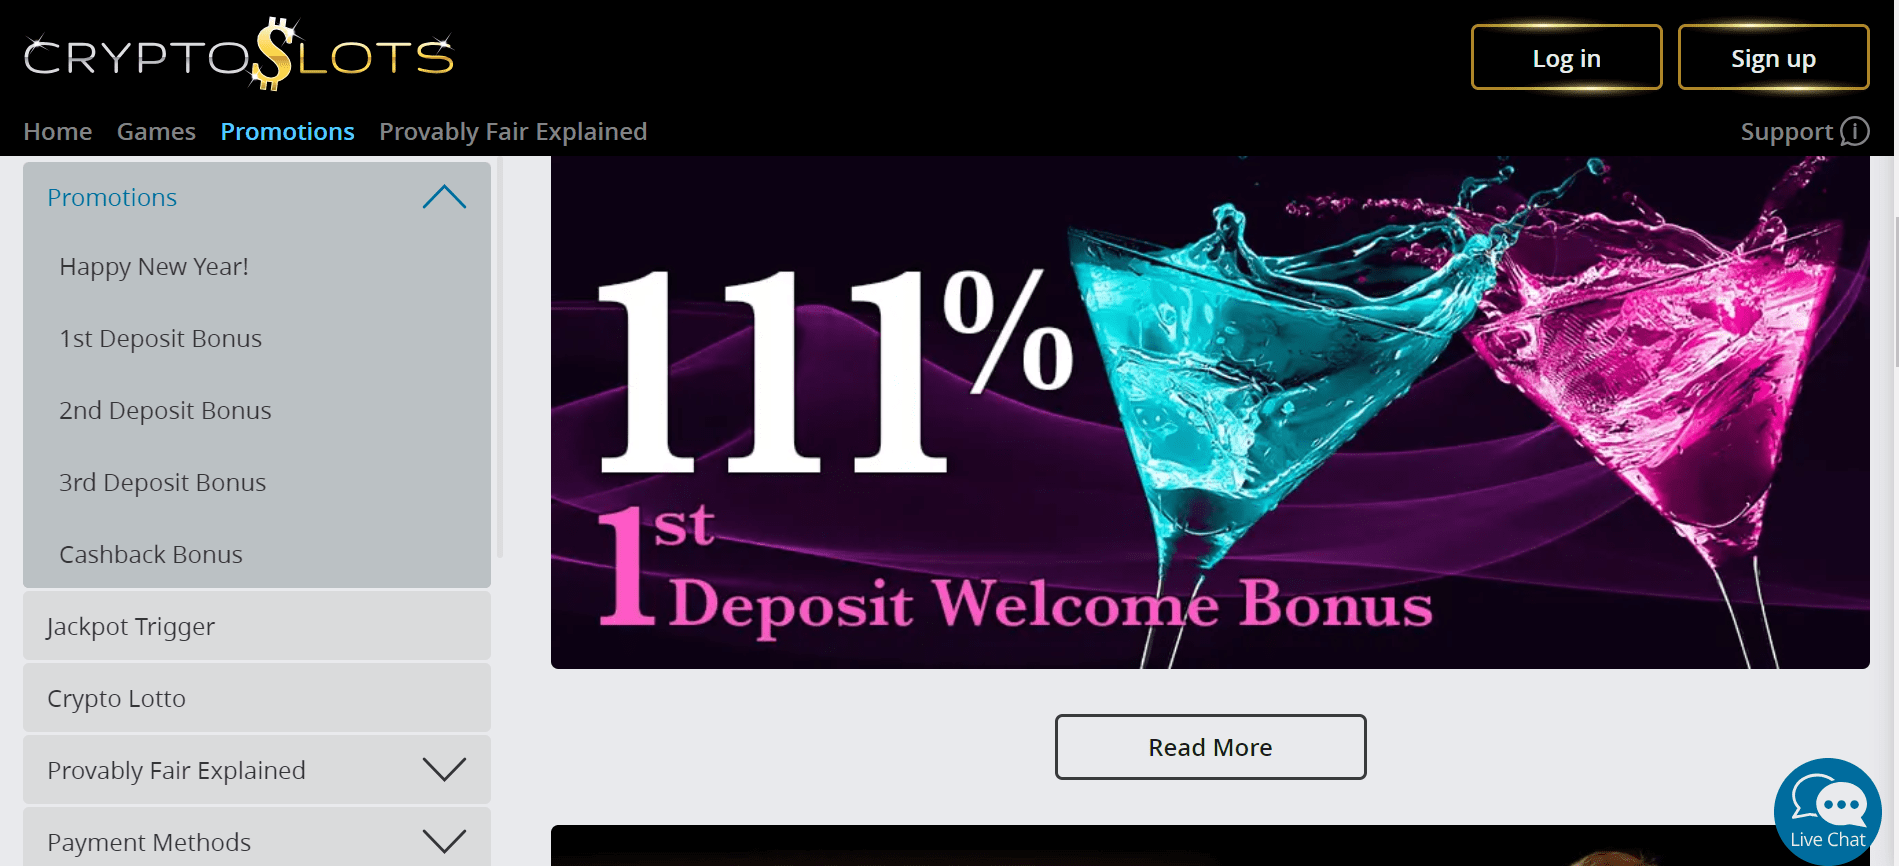 CRYPTO$LOTS
Log in
Sign up
Home Games Promotions Provably Fair Explained
Support
Promotions
Happy New Year!
1st Deposit Bonus
2nd Deposit Bonus
3rd Deposit Bonus
Cashback Bonus
Jackpot Trigger
Crypto Lotto
Provably Fair Explained
Payment Methods
111%
1st
Deposit Welcome Bonus
Read More
Live Chat